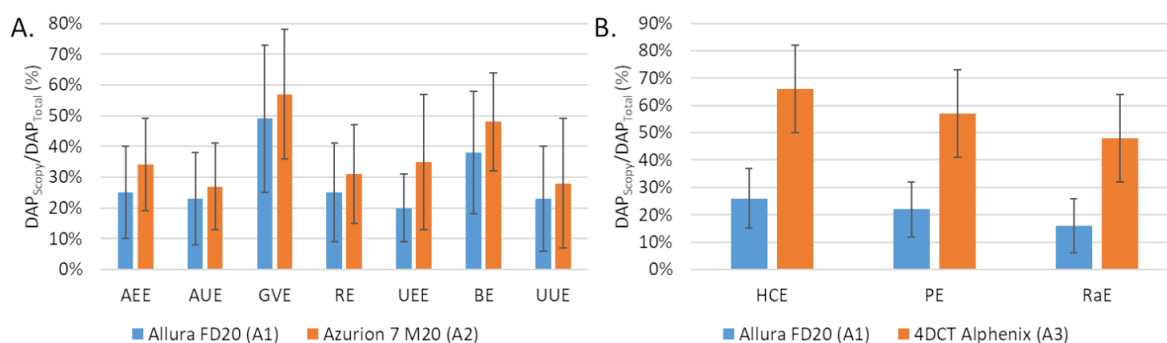 A.
DAPScopy/DAPTotal (%)
80%
70%
60%
50%
40%
30%
20%
10%
0%
AEE AUE GVE RE UEE BE UUE
Allura FD20 (A1) Azurion 7 M20 (A2)
B.
DAPScopy/DAPTotal (%)
90%
80%
70%
60%
50%
40%
30%
20%
10%
0%
HCE PE RaE
Allura FD20 (A1) 4DCT Alphenix (A3)